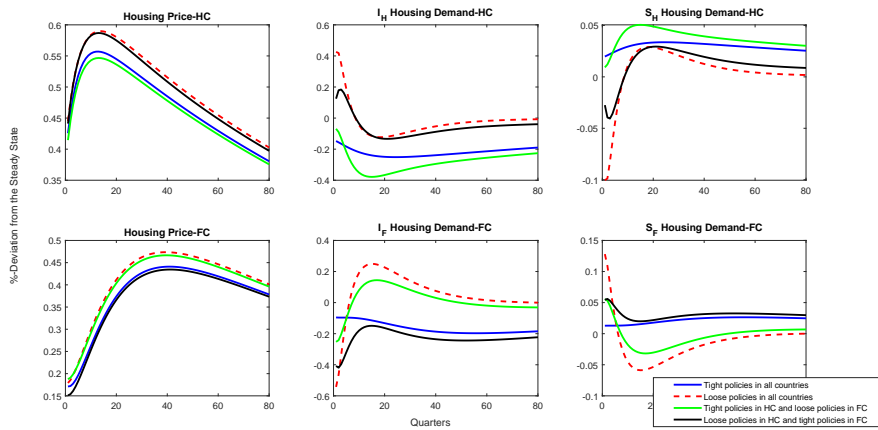 Housing Price-HC
I_H Housing Demand-HC
S_H Housing Demand-HC
%-Deviation from the Steady State
0.6
0.55
0.5
0.45
0.4
0.35
0 20 40 60 80
0.6
0.4
0.2
0
-0.2
-0.4
0 20 40 60 80
0.05
0
-0.05
-0.1
0 20 40 60 80
Housing Price-FC
I_F Housing Demand-FC
S_F Housing Demand-FC
0.5
0.45
0.4
0.35
0.3
0.25
0.2
0.15
0 20 40 60 80
0.4
0.2
0
-0.2
-0.4
-0.6
0 20 40 60 80
0.15
0.1
0.05
0
-0.05
-0.1
0
Quarters
Tight policies in all countries
Loose policies in all countries
Tight policies in HC and loose policies in FC
Loose policies in HC and tight policies in FC